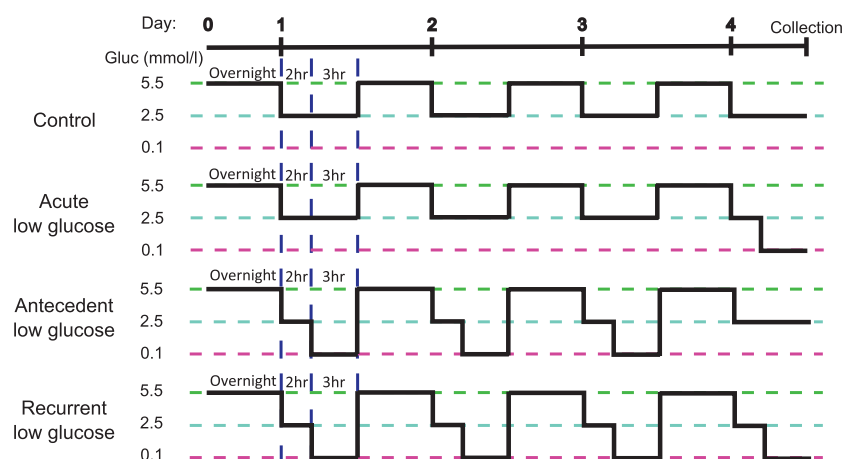 Day: 0 1 2 3 4 Collection
Gluc (mmol/l)
Overnight 2hr 3hr
5.5
Control
2.5
0.1
Overnight 2hr 3hr
5.5
Acute
low glucose
2.5
0.1
Overnight 2hr 3hr
5.5
Antecedent
low glucose
2.5
0.1
Overnight 2hr 3hr
5.5
Recurrent
low glucose
2.5
0.1